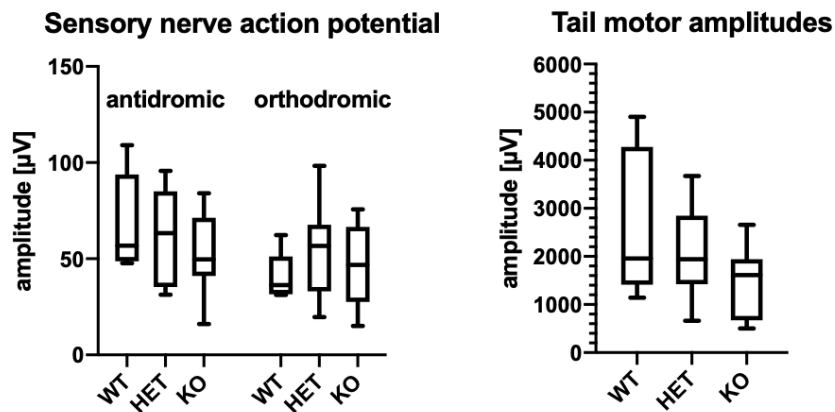 Sensory nerve action potential
amplitude [µV]
150
100
50
0
antidromic
orthodromic
WT
HET
KO
WT
HET
KO
Tail motor amplitudes
amplitude [µV]
6000
5000
4000
3000
2000
1000
0
WT
HET
KO